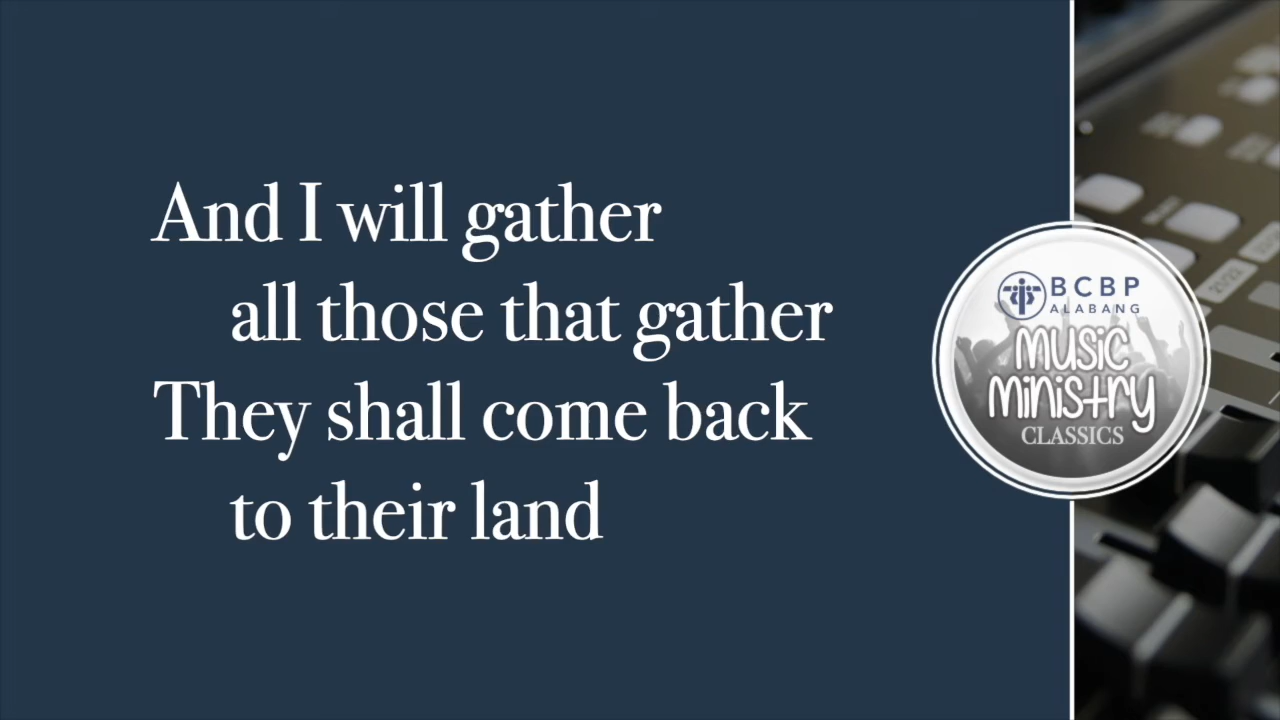 And I will gather
all those that gather
They shall come back
to their land
BCBP
ALABANG
MUSIC
MINISTRY
CLASSICS